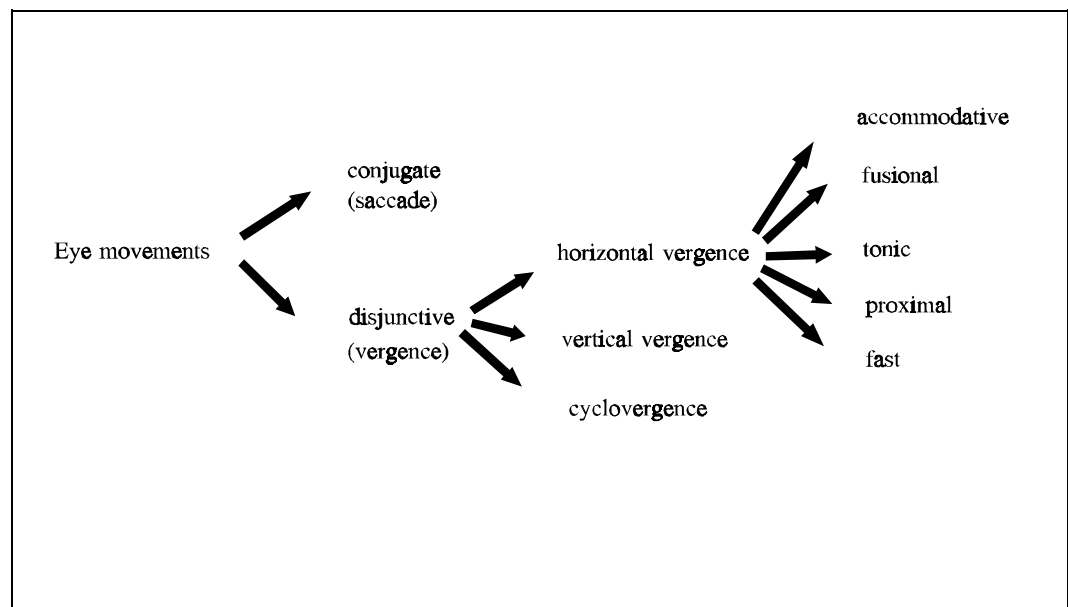 Eye movements
conjugate
(saccade)
disjunctive
(vergence)
horizontal vergence
vertical vergence
cyclovergence
accommodative
fusional
tonic
proximal
fast